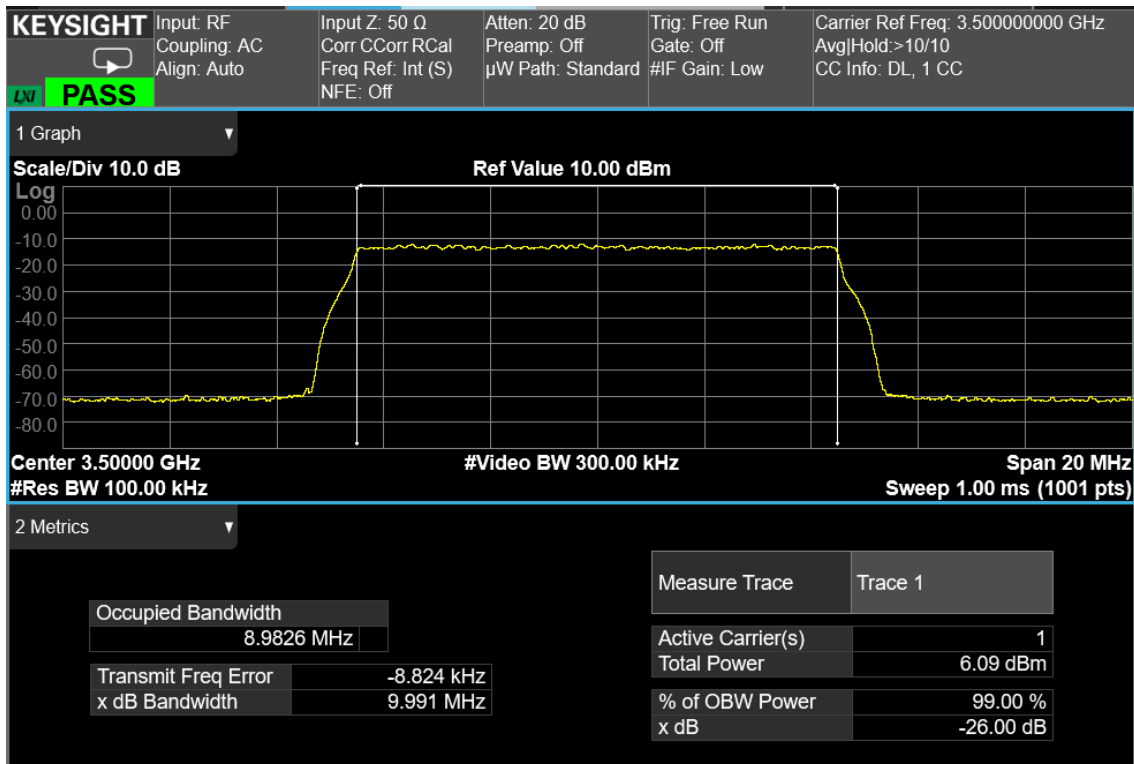 KEYSIGHT
LXI
PASS
Input: RF
Coupling: AC
Align: Auto
Input Z: 50 Ω
Corr CCorr RCal
Freq Ref: Int (S)
NFE: Off
Atten: 20 dB
Preamp: Off
µW Path: Standard
Trig: Free Run
Gate: Off
#IF Gain: Low
Carrier Ref Freq: 3.500000000 GHz
Avg|Hold:>10/10
CC Info: DL, 1 CC
1 Graph
Scale/Div 10.0 dB
Ref Value 10.00 dBm
Log
0.00
-10.0
-20.0
-30.0
-40.0
-50.0
-60.0
-70.0
-80.0
Center 3.50000 GHz
#Video BW 300.00 kHz
Span 20 MHz
#Res BW 100.00 kHz
Sweep 1.00 ms (1001 pts)
2 Metrics
Occupied Bandwidth
8.9826 MHz
Transmit Freq Error -8.824 kHz
x dB Bandwidth 9.991 MHz
Measure Trace Trace 1
Active Carrier(s) 1
Total Power 6.09 dBm
% of OBW Power 99.00 %
x dB -26.00 dB